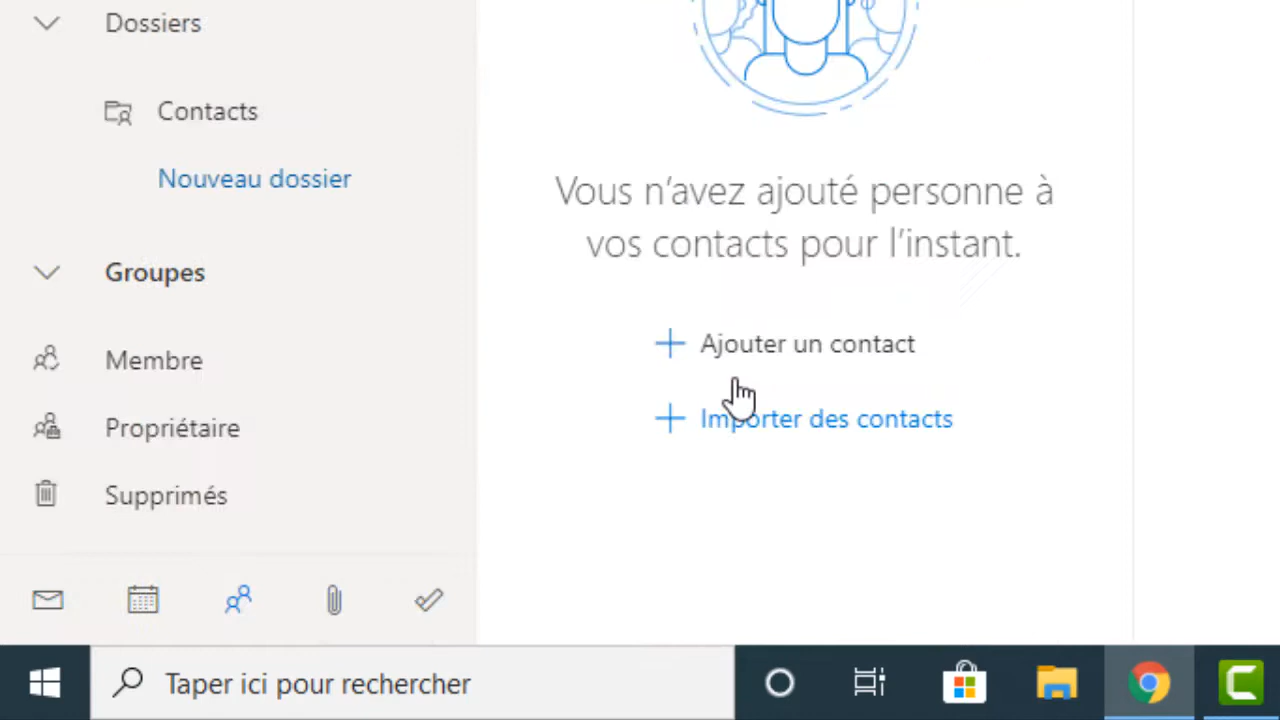 Dossiers
Contacts
Nouveau dossier
Groupes
Membre
Propriétaire
Supprimés
Vous n’avez ajouté personne à
vos contacts pour l’instant.
Ajouter un contact
Importer des contacts
Taper ici pour rechercher